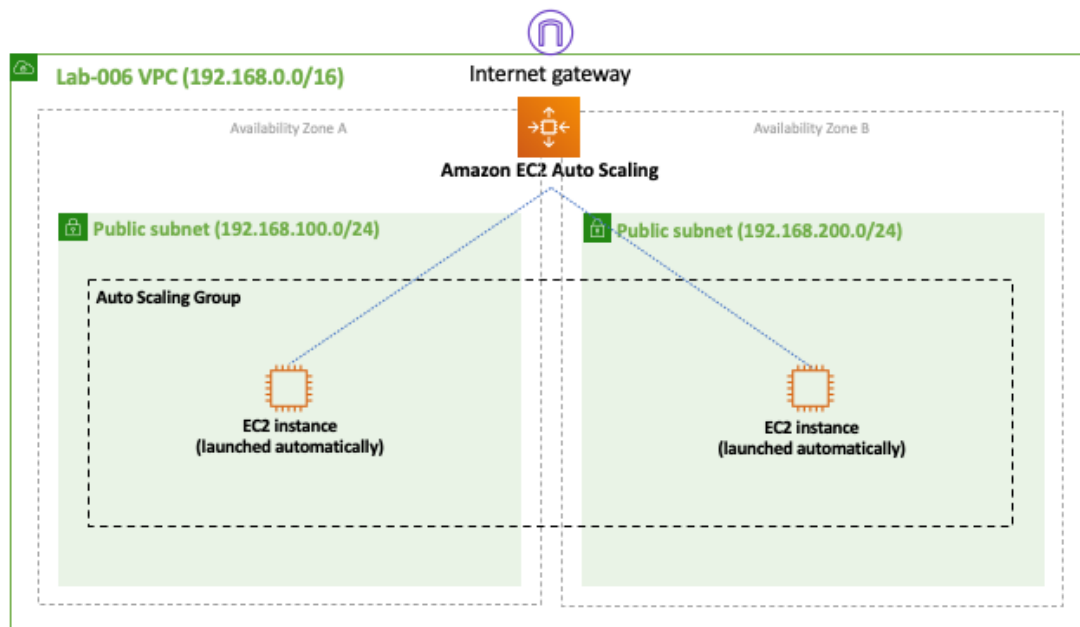 Internet gateway
Lab-006 VPC (192.168.0.0/16)
Availability Zone A
Availability Zone B
Amazon EC2 Auto Scaling
Public subnet (192.168.100.0/24)
Public subnet (192.168.200.0/24)
Auto Scaling Group
EC2 instance
(launched automatically)
EC2 instance
(launched automatically)